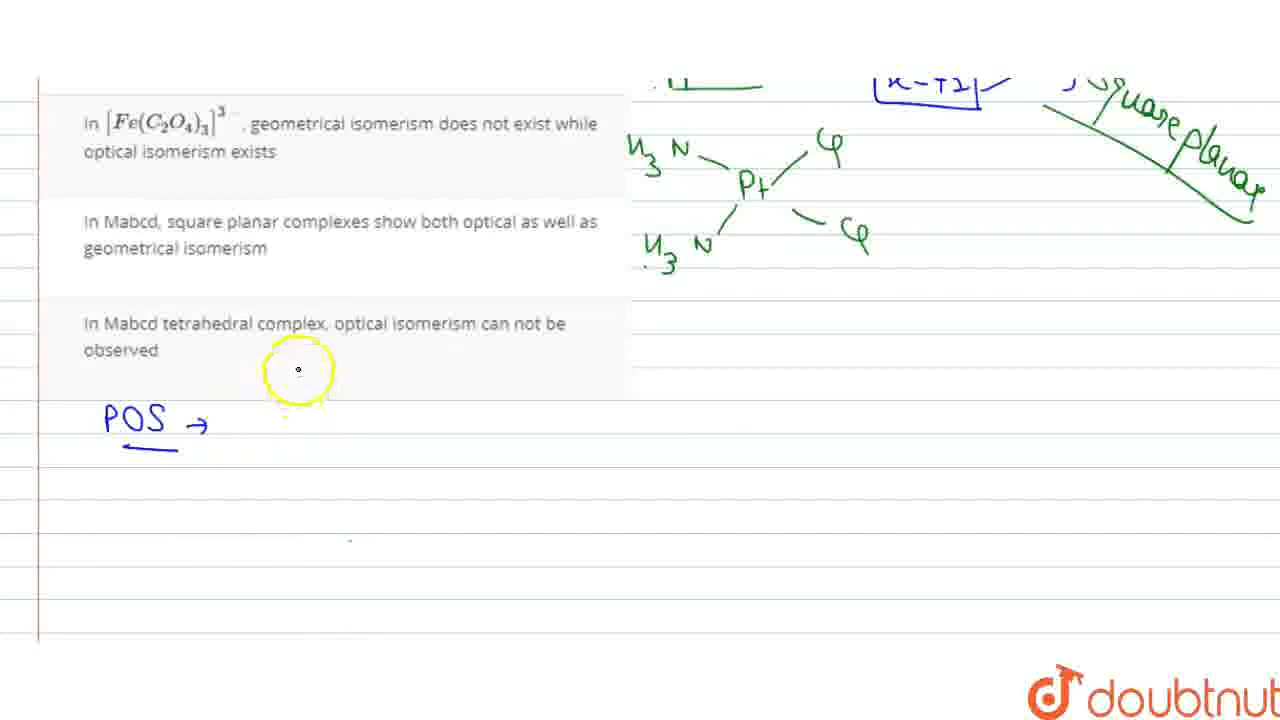 In [Fe(C₂O₄)₃]³⁻, geometrical isomerism does not exist while
optical isomerism exists
In Mabcd, square planar complexes show both optical as well as
geometrical isomerism
In Mabcd tetrahedral complex, optical isomerism can not be
observed
POS →
x=+2 ✓
square planar
H₃N Cl
Pt
H₃N Cl
doubtnut